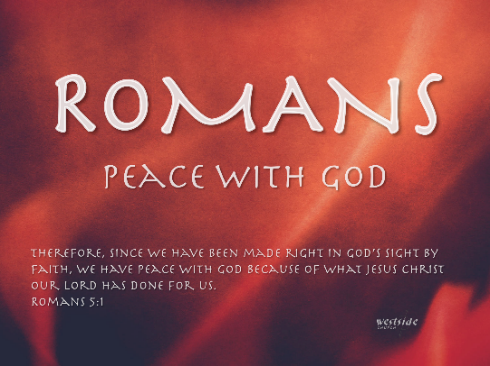 ROMANS
PEACE WITH GOD
THEREFORE, SINCE WE HAVE BEEN MADE RIGHT IN GOD'S SIGHT BY
FAITH, WE HAVE PEACE WITH GOD BECAUSE OF WHAT JESUS CHRIST
OUR LORD HAS DONE FOR US.
ROMANS 5:1
westside
CHURCH